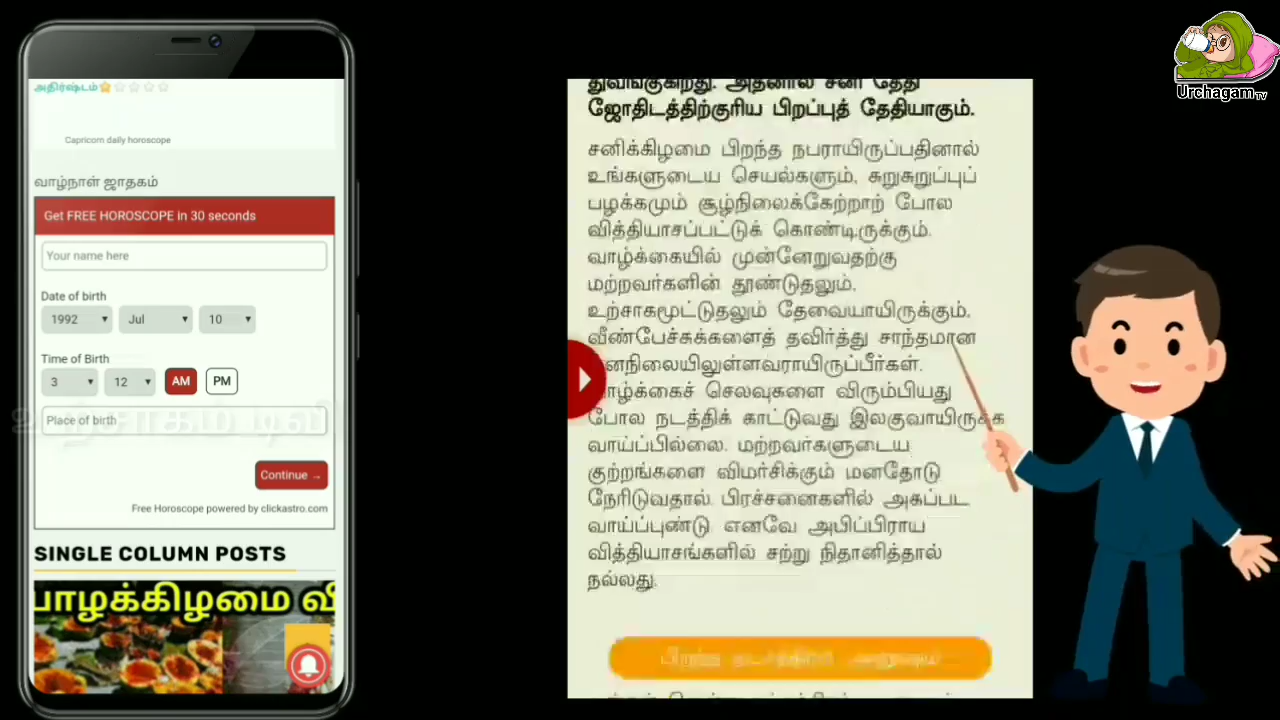 அதிர்ஷ்டம்
Capricorn daily horoscope
வாழ்நாள் ஜாதகம்
Get FREE HOROSCOPE in 30 seconds
Your name here
Date of birth
1992 Jul 10
Time of Birth
3 12 AM PM
Place of birth
Continue →
Free Horoscope powered by clickastro.com
SINGLE COLUMN POSTS
துவங்குகிறது. அதனால் சனி தேதி
ஜோதிடத்திற்குரிய பிறப்புத் தேதியாகும்.
சனிக்கிழமை பிறந்த நபராயிருப்பதினால்
உங்களுடைய செயல்களும், சுறுசுறுப்புப்
பழக்கமும் சூழ்நிலைக்கேற்றாற் போல
வித்தியாசப்பட்டுக் கொண்டிருக்கும்.
வாழ்க்கையில் முன்னேறுவதற்கு
மற்றவர்களின் தூண்டுதலும்,
உற்சாகமூட்டுதலும் தேவையாயிருக்கும்.
வீண்பேச்சுக்களைத் தவிர்த்து சாந்தமான
னநிலையிலுள்ளவராயிருப்பீர்கள்.
ாழ்க்கைச் செலவுகளை விரும்பியது
போல நடத்திக் காட்டுவது இலகுவாயிருக்க
வாய்ப்பில்லை. மற்றவர்களுடைய
குற்றங்களை விமர்சிக்கும் மனதோடு
நேரிடுவதால் பிரச்சனைகளில் அகப்பட
வாய்ப்புண்டு எனவே அபிப்பிராய
வித்தியாசங்களில் சற்று நிதானித்தால்
நல்லது.
Urchagam TV